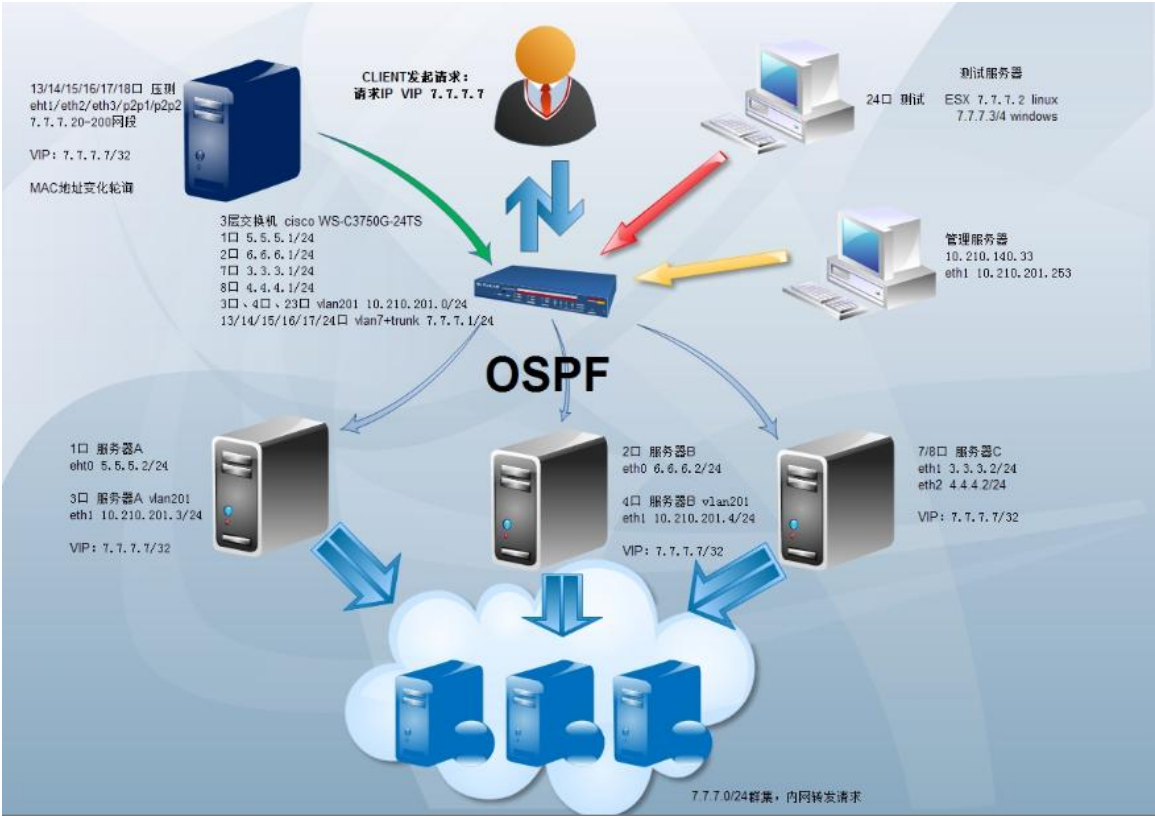 13/14/15/16/17/18口 压测
eht1/eth2/eth3/p2p1/p2p2
7.7.7.20-200网段
VIP: 7.7.7.7/32
MAC地址变化轮询
CLIENT发起请求:
请求IP VIP 7.7.7.7
测试服务器
24口 测试 ESX 7.7.7.2 linux
7.7.7.3/4 windows
3层交换机 cisco WS-C3750G-24TS
1口 5.5.5.1/24
2口 6.6.6.1/24
7口 3.3.3.1/24
8口 4.4.4.1/24
3口、4口、23口 vlan201 10.210.201.0/24
13/14/15/16/17/24口 vlan7+trunk 7.7.7.1/24
管理服务器
10.210.140.33
eth1 10.210.201.253
OSPF
1口 服务器A
eht0 5.5.5.2/24
3口 服务器A vlan201
eth1 10.210.201.3/24
VIP: 7.7.7.7/32
2口 服务器B
eth0 6.6.6.2/24
4口 服务器B vlan201
eth1 10.210.201.4/24
VIP: 7.7.7.7/32
7/8口 服务器C
eth1 3.3.3.2/24
eth2 4.4.4.2/24
VIP: 7.7.7.7/32
7.7.7.0/24群集，内网转发请求